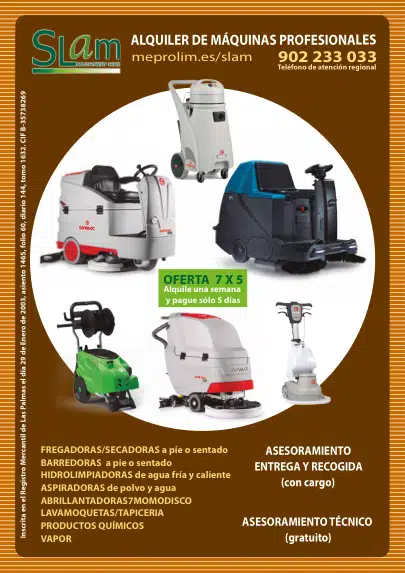 SLam
ALQUILER DE MÁQUINAS PROFESIONALES
meprolim.es/slam
902 233 033
Teléfono de atención regional
OFERTA 7 X 5
Alquile una semana
y pague sólo 5 días
FREGADORAS/SECADORAS a pie o sentado
BARREDORAS a pie o sentado
HIDROLIMPIADORAS de agua fría y caliente
ASPIRADORAS de polvo y agua
ABRILLANTADORAS7MOMODISCO
LAVAMOQUETAS/TAPICERIA
PRODUCTOS QUÍMICOS
VAPOR
ASESORAMIENTO
ENTREGA Y RECOGIDA
(con cargo)
ASESORAMIENTO TÉCNICO
(gratuito)
Inscrita en el Registro Mercantil de Las Palmas el día 29 de Enero de 2003, asiento 1465, folio 60, diario 144, tomo 1632. CIF B-35738269